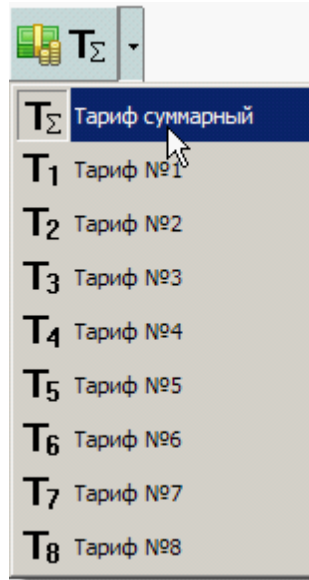 TΣ
TΣ Тариф суммарный
T1 Тариф №1
T2 Тариф №2
T3 Тариф №3
T4 Тариф №4
T5 Тариф №5
T6 Тариф №6
T7 Тариф №7
T8 Тариф №8